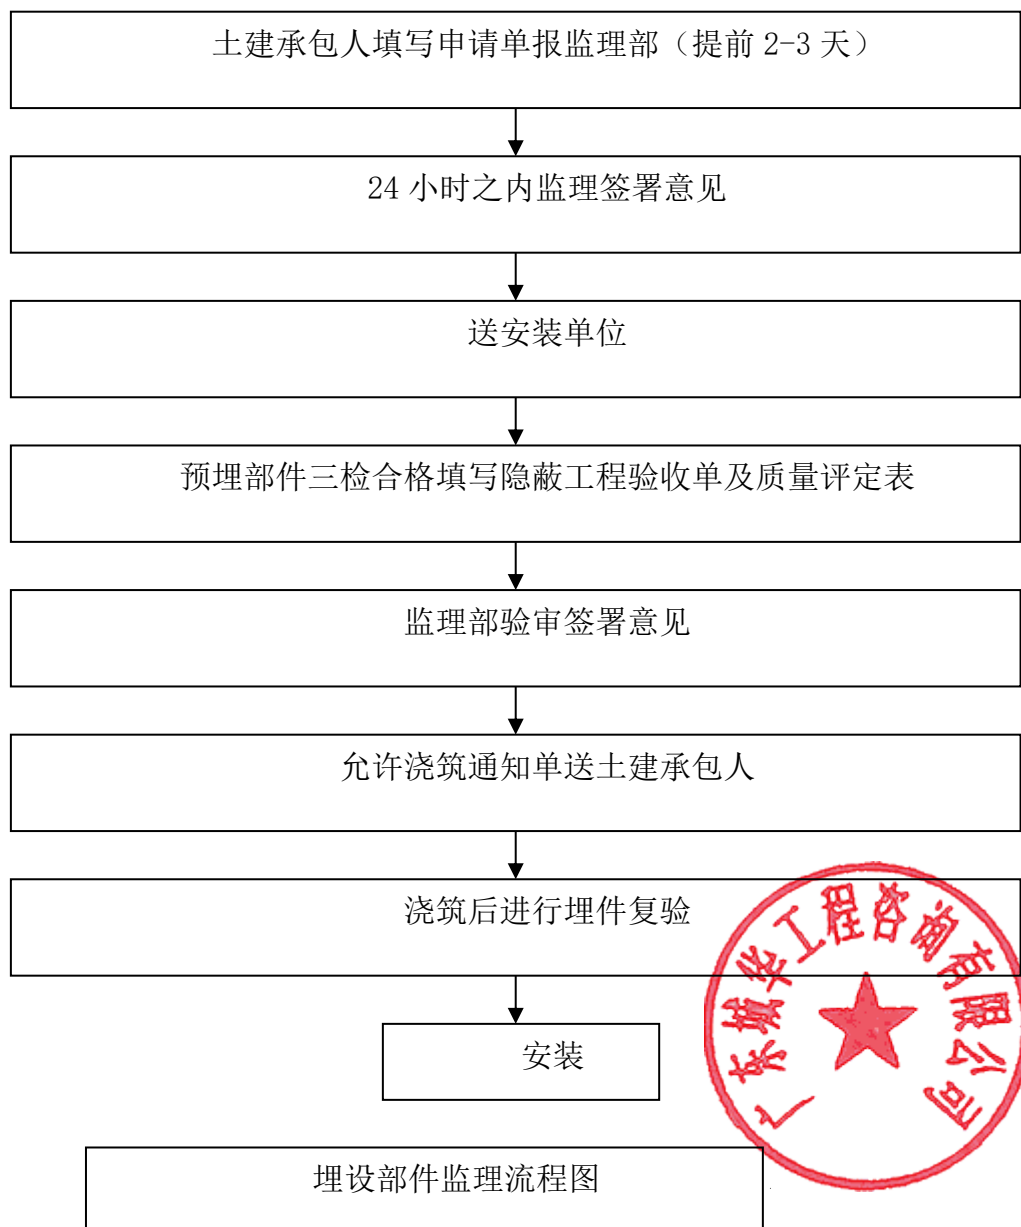 土建承包人填写申请单报监理部（提前 2-3 天）
24 小时之内监理签署意见
送安装单位
预埋部件三检合格填写隐蔽工程验收单及质量评定表
监理部验审签署意见
允许浇筑通知单送土建承包人
浇筑后进行埋件复验
广东城华工程咨询有限公司
安装
埋设部件监理流程图